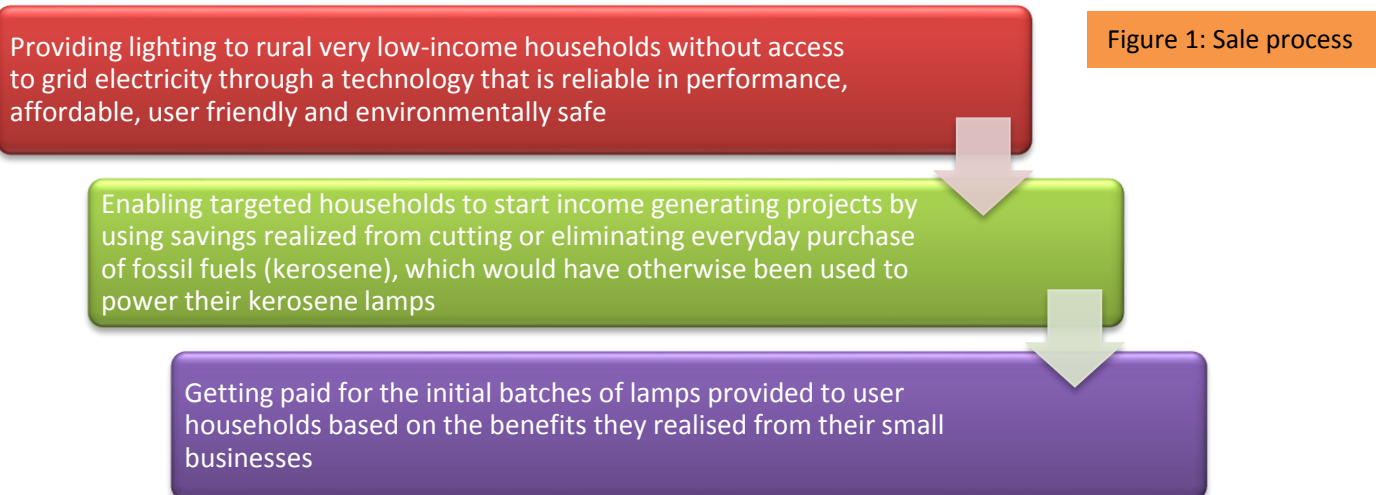 Figure 1: Sale process
Providing lighting to rural very low-income households without access
to grid electricity through a technology that is reliable in performance,
affordable, user friendly and environmentally safe
Enabling targeted households to start income generating projects by
using savings realized from cutting or eliminating everyday purchase
of fossil fuels (kerosene), which would have otherwise been used to
power their kerosene lamps
Getting paid for the initial batches of lamps provided to user
households based on the benefits they realised from their small
businesses